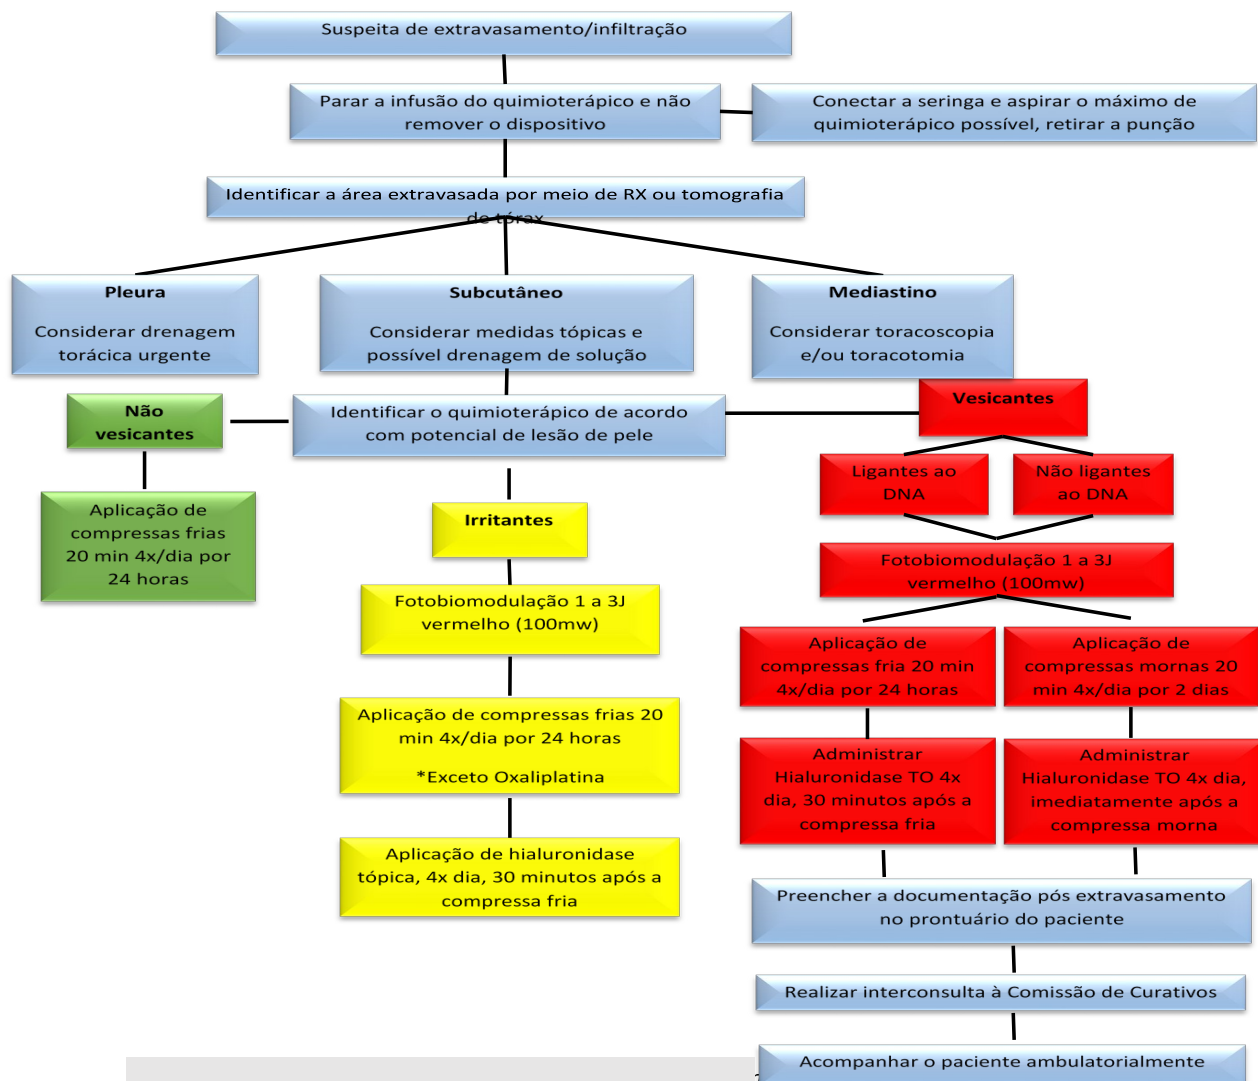 Suspeita de extravasamento/infiltração
Parar a infusão do quimioterápico e não
remover o dispositivo
Conectar a seringa e aspirar o máximo de
quimioterápico possível, retirar a punção
Identificar a área extravasada por meio de RX ou tomografia
de tórax
Pleura
Considerar drenagem
torácica urgente
Subcutâneo
Considerar medidas tópicas e
possível drenagem de solução
Mediastino
Considerar toracoscopia
e/ou toracotomia
Não
vesicantes
Identificar o quimioterápico de acordo
com potencial de lesão de pele
Vesicantes
Aplicação de
compressas frias
20 min 4x/dia por
24 horas
Irritantes
Fotobiomodulação 1 a 3J
vermelho (100mw)
Aplicação de compressas frias 20
min 4x/dia por 24 horas
*Exceto Oxaliplatina
Aplicação de hialuronidase
tópica, 4x dia, 30 minutos após a
compressa fria
Ligantes ao
DNA
Não ligantes
ao DNA
Fotobiomodulação 1 a 3J
vermelho (100mw)
Aplicação de
compressas fria 20 min
4x/dia por 24 horas
Aplicação de
compressas mornas 20
min 4x/dia por 2 dias
Administrar
Hialuronidase TO 4x
dia, 30 minutos após a
compressa fria
Administrar
Hialuronidase TO 4x dia,
imediatamente após a
compressa morna
Preencher a documentação pós extravasamento
no prontuário do paciente
Realizar interconsulta à Comissão de Curativos
Acompanhar o paciente ambulatorialmente